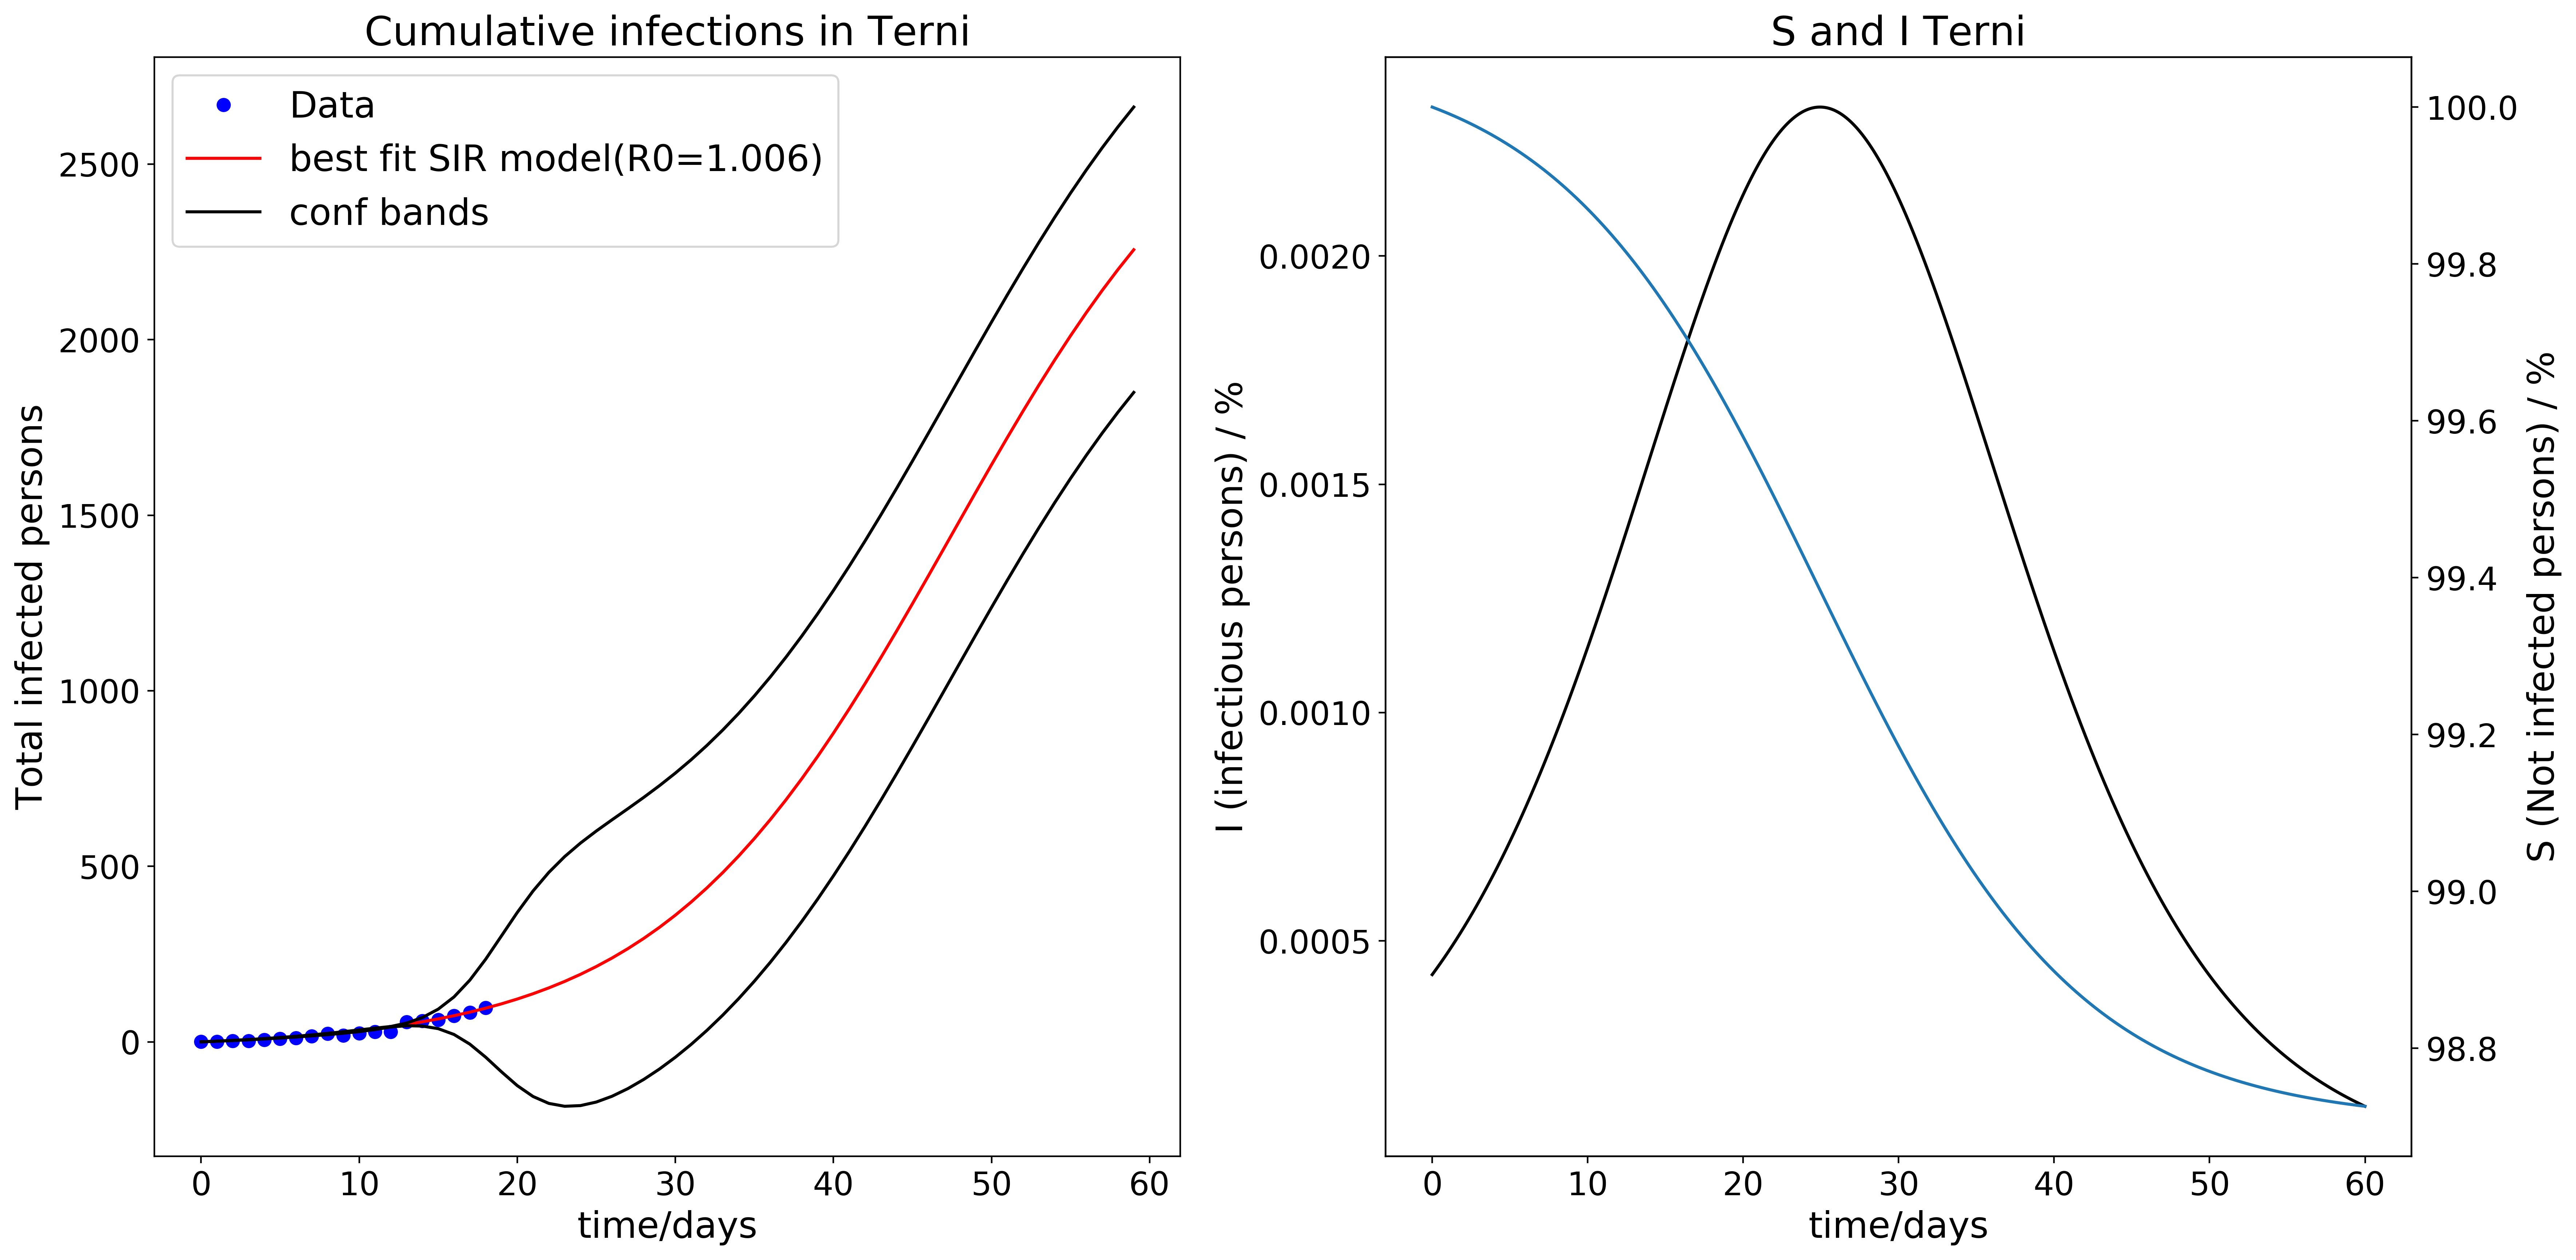 Cumulative infections in Terni
Data
best fit SIR model(R0=1.006)
conf bands
Total infected persons
2500
2000
1500
1000
500
0
0 10 20 30 40 50 60
time/days
S and I Terni
I (infectious persons) / %
0.0020
0.0015
0.0010
0.0005
100.0
99.8
99.6
99.4
99.2
99.0
98.8
S (Not infected persons) / %
0 10 20 30 40 50 60
time/days